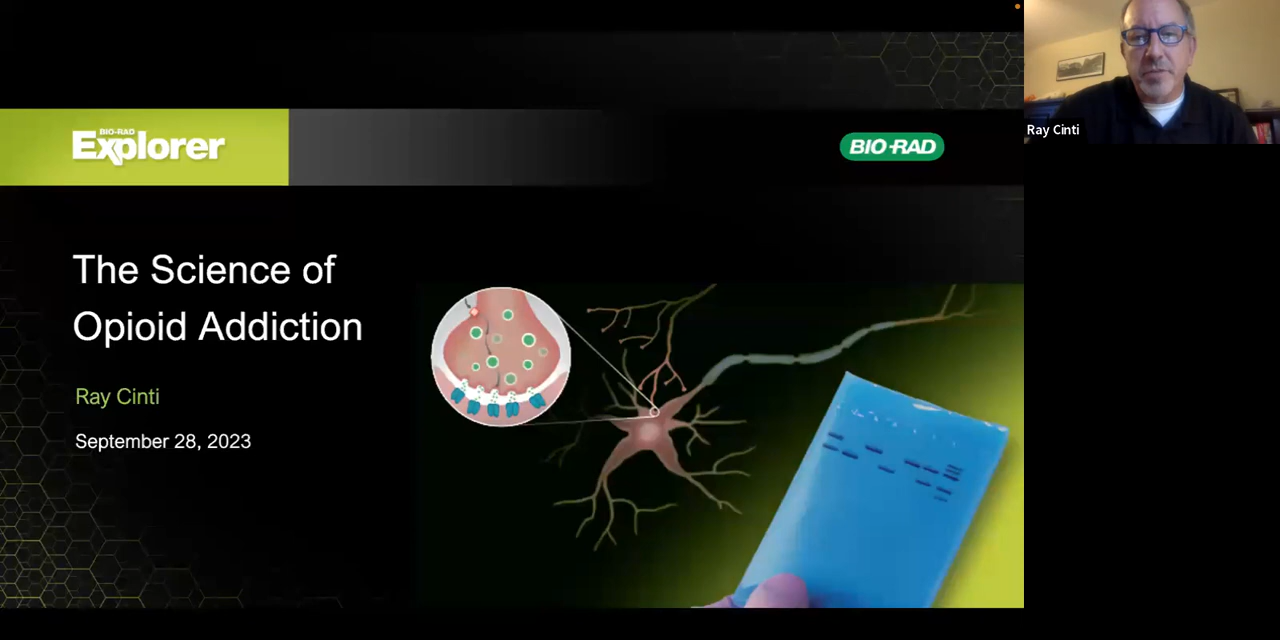 BIO-RAD
Explorer
BIO-RAD
The Science of
Opioid Addiction
Ray Cinti
September 28, 2023
Ray Cinti